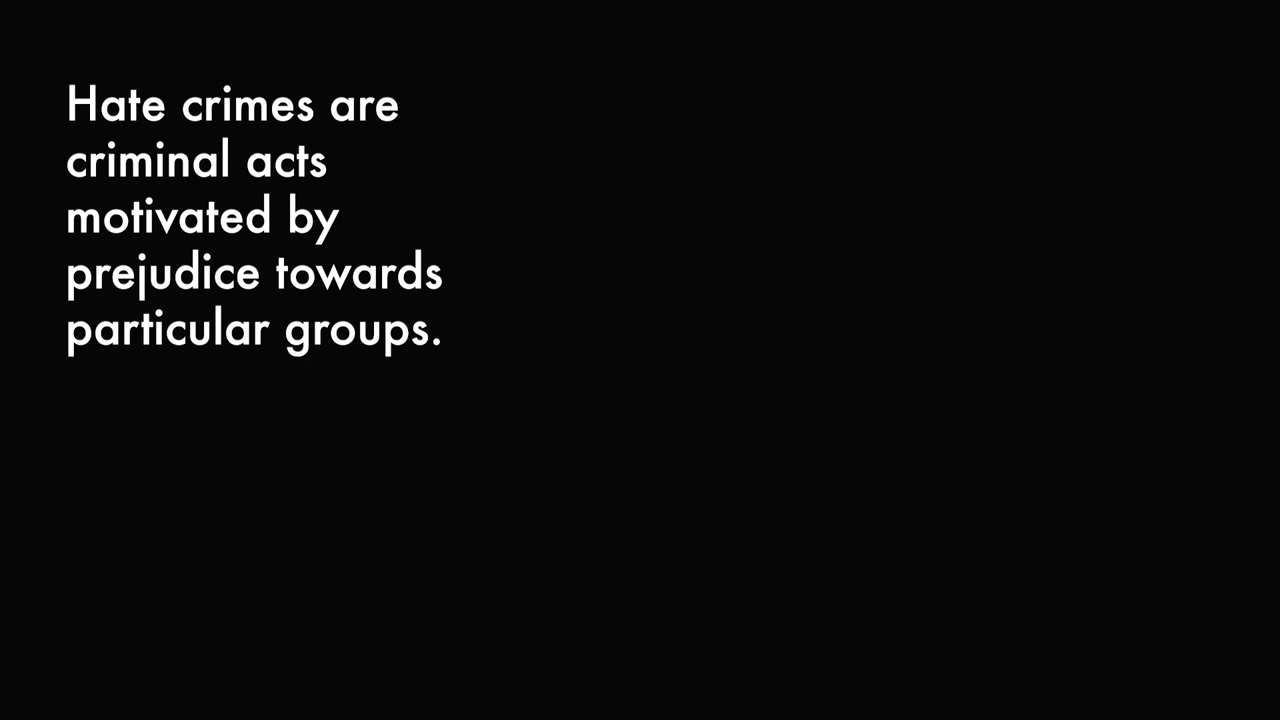 Hate crimes are
criminal acts
motivated by
prejudice towards
particular groups.